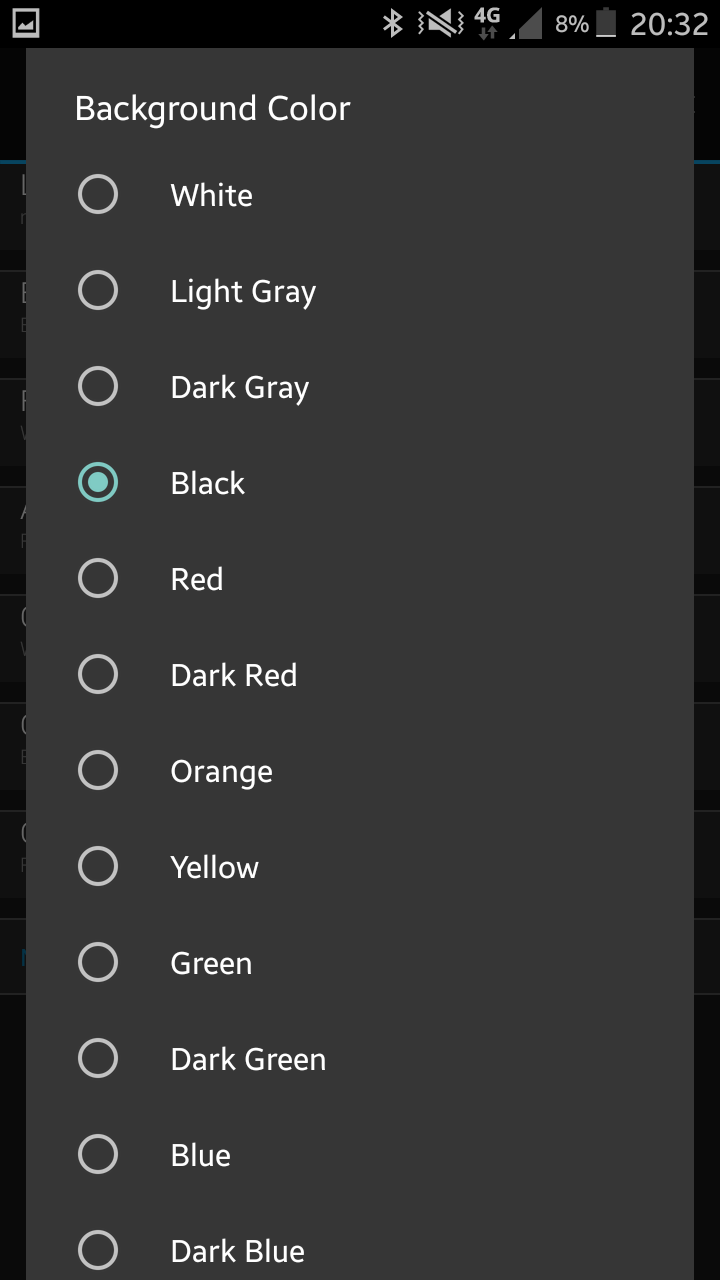 4G 8% 20:32
Background Color
White
Light Gray
Dark Gray
Black
Red
Dark Red
Orange
Yellow
Green
Dark Green
Blue
Dark Blue